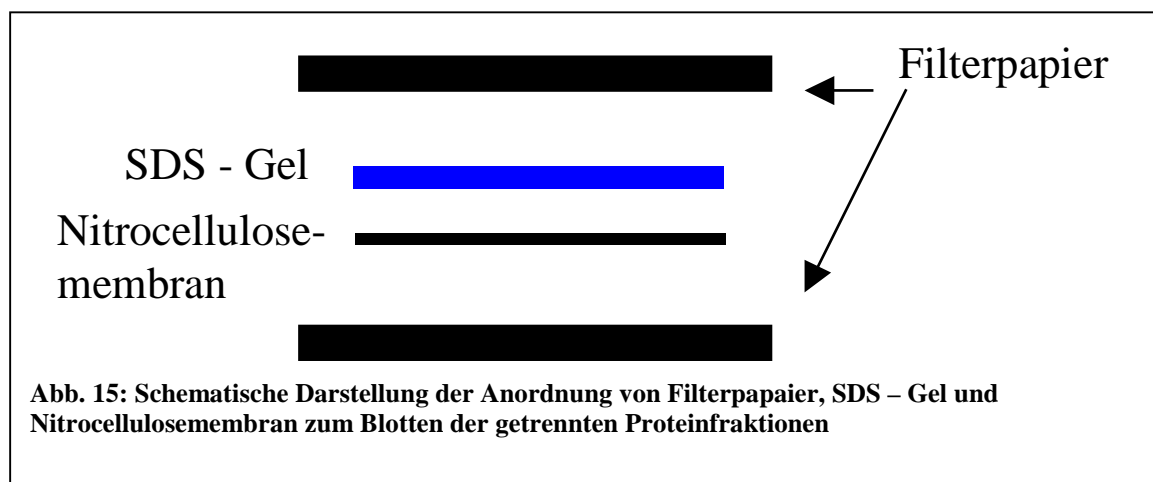 Filterpapier
SDS - Gel
Nitrocellulose-
membran
Abb. 15: Schematische Darstellung der Anordnung von Filterpapaier, SDS – Gel und
Nitrocellulosemembran zum Blotten der getrennten Proteinfraktionen